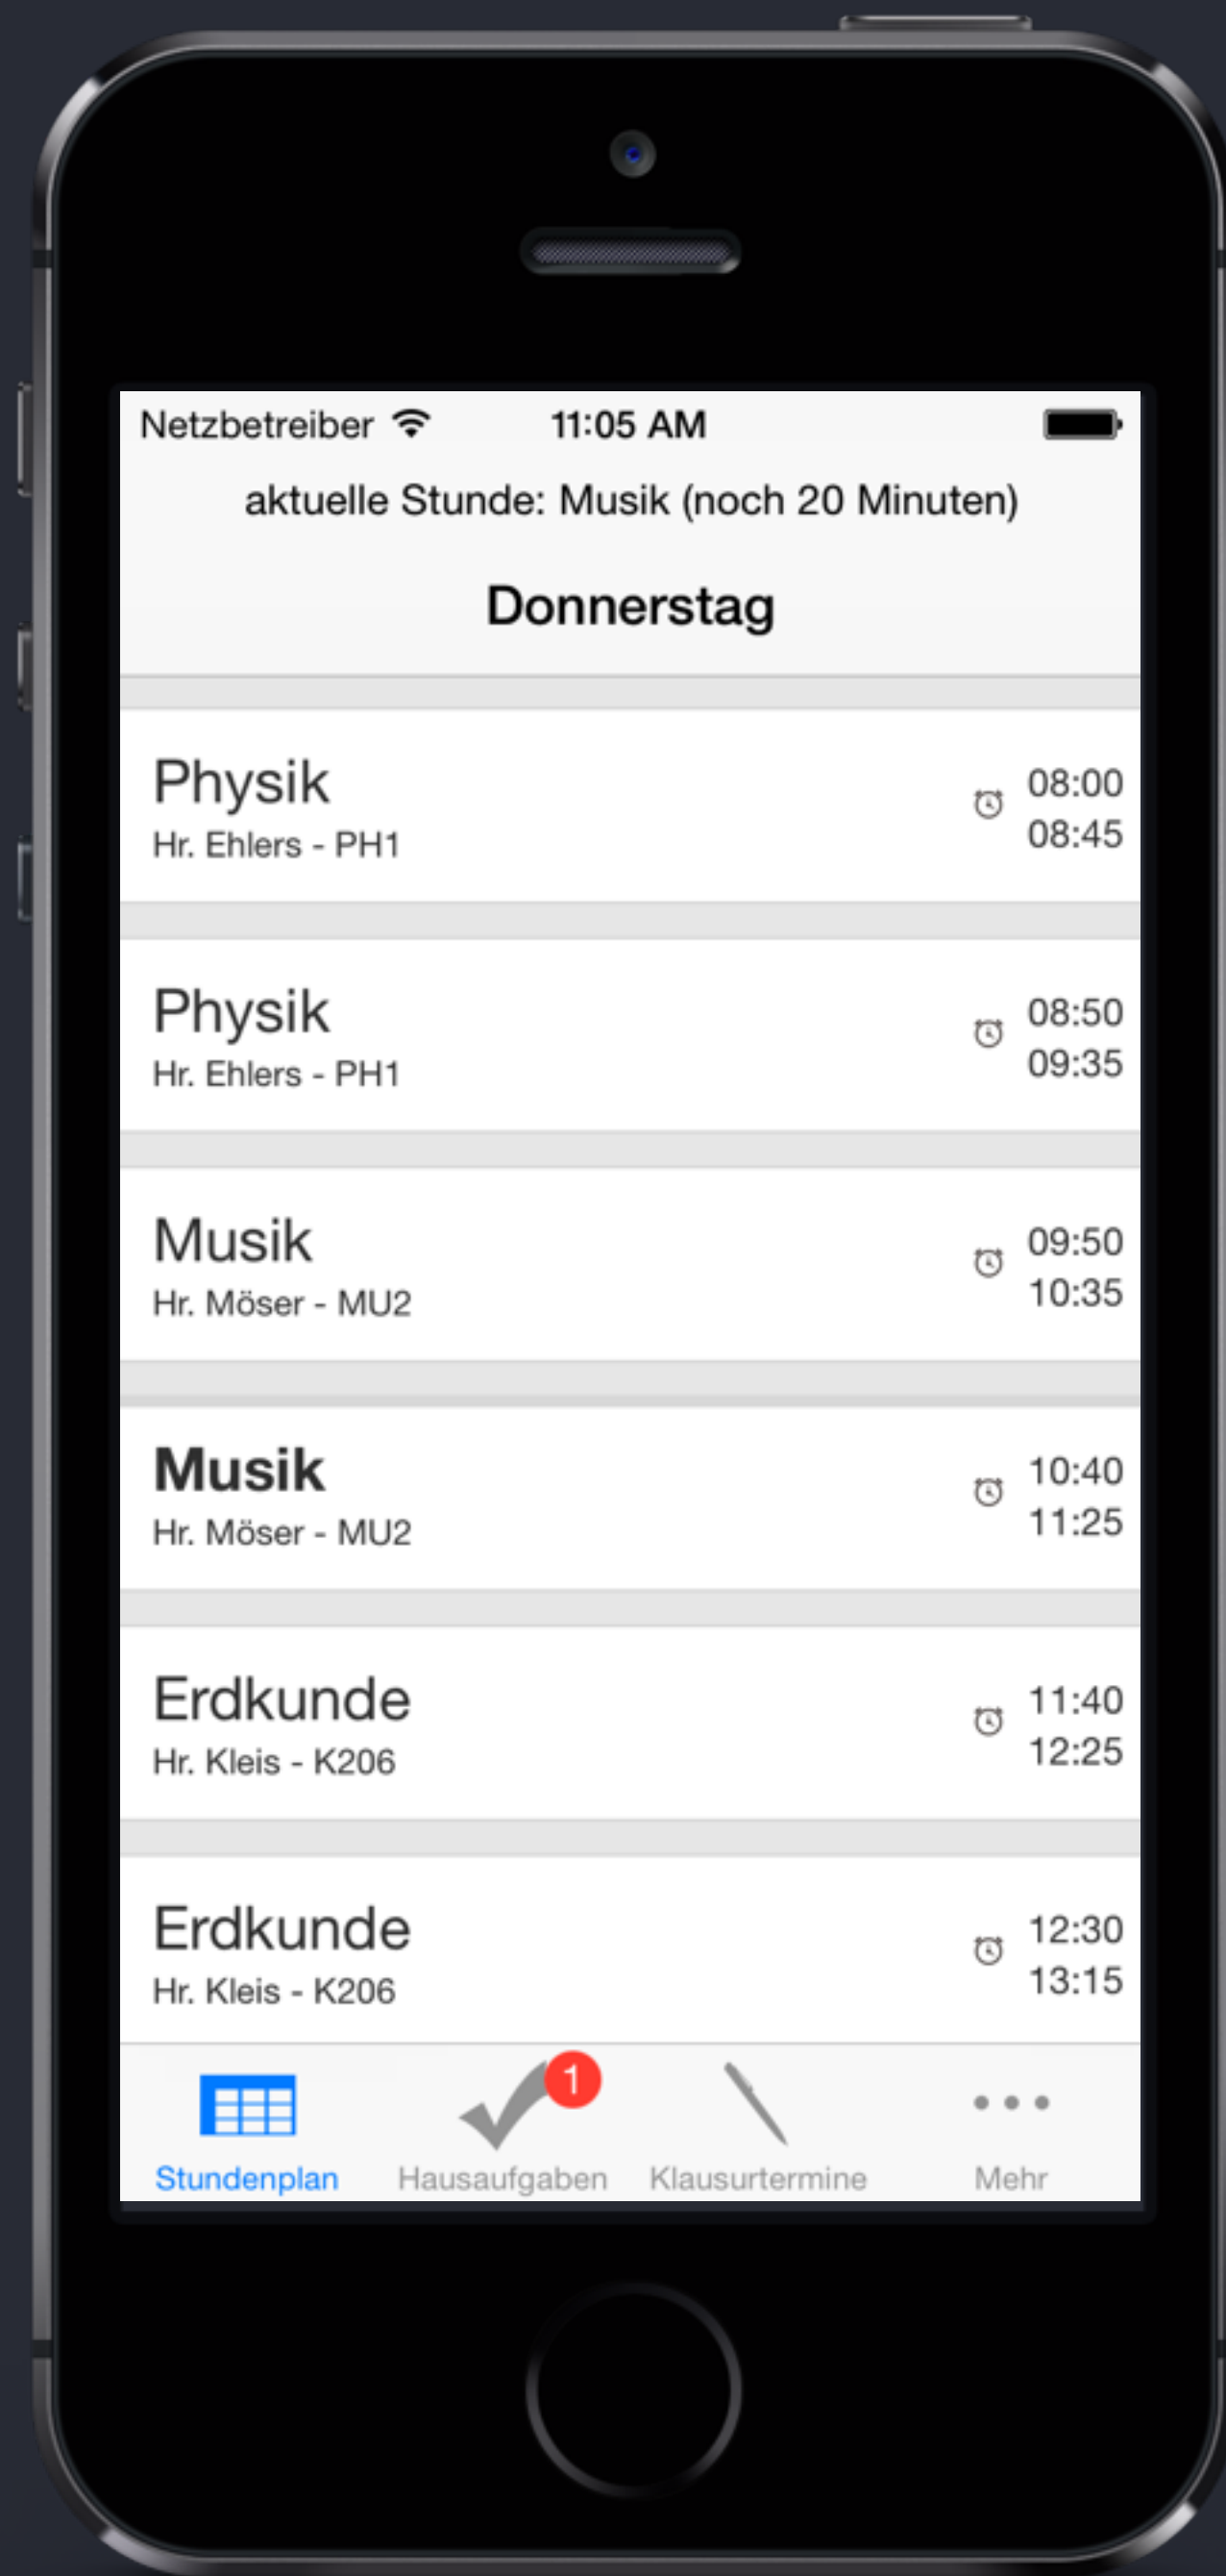 Netzbetreiber 11:05 AM
aktuelle Stunde: Musik (noch 20 Minuten)
Donnerstag
Physik
Hr. Ehlers - PH1
08:00
08:45
Physik
Hr. Ehlers - PH1
08:50
09:35
Musik
Hr. Möser - MU2
09:50
10:35
Musik
Hr. Möser - MU2
10:40
11:25
Erdkunde
Hr. Kleis - K206
11:40
12:25
Erdkunde
Hr. Kleis - K206
12:30
13:15
1
Stundenplan Hausaufgaben Klausurtermine Mehr